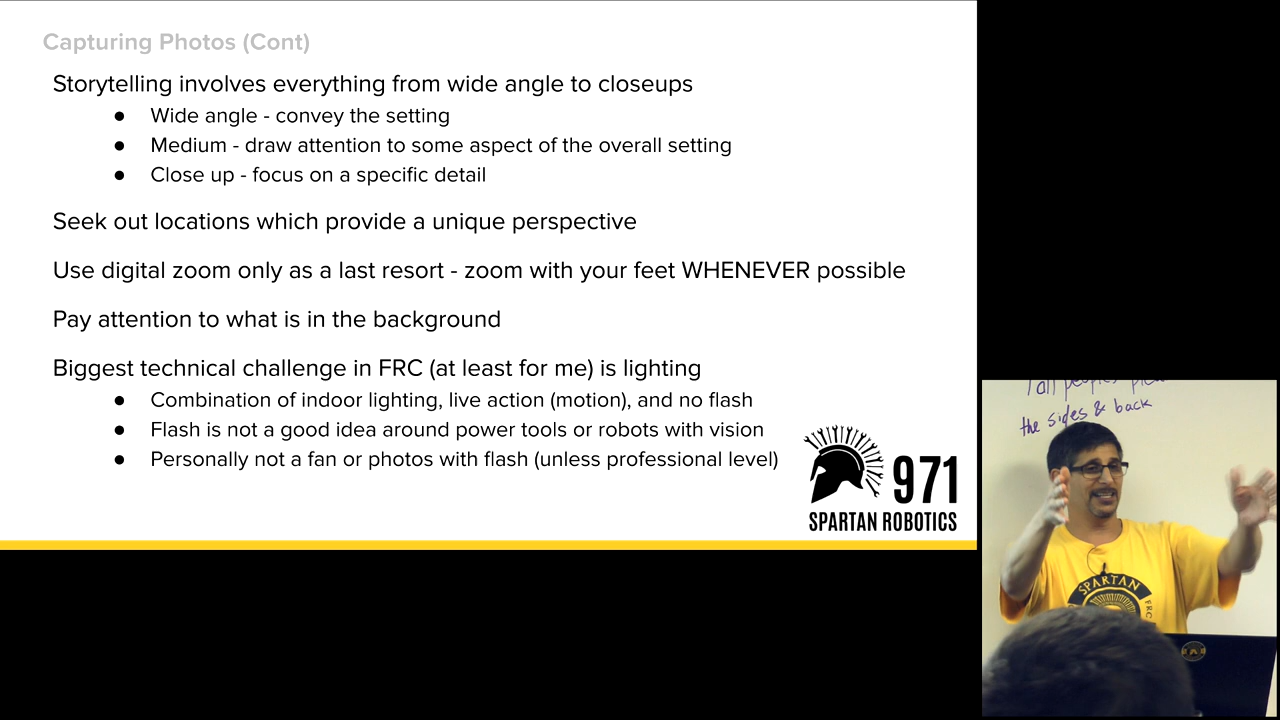 Capturing Photos (Cont)
Storytelling involves everything from wide angle to closeups
● Wide angle - convey the setting
● Medium - draw attention to some aspect of the overall setting
● Close up - focus on a specific detail
Seek out locations which provide a unique perspective
Use digital zoom only as a last resort - zoom with your feet WHENEVER possible
Pay attention to what is in the background
Biggest technical challenge in FRC (at least for me) is lighting
● Combination of indoor lighting, live action (motion), and no flash
● Flash is not a good idea around power tools or robots with vision
● Personally not a fan or photos with flash (unless professional level)
971
SPARTAN ROBOTICS
the sides & back
SPARTAN
FRC